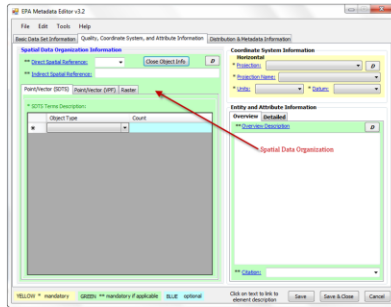 EPA Metadata Editor v3.2
File Edit Tools Help
Basic Data Set Information Quality, Coordinate System, and Attribute Information Distribution & Metadata Information
Spatial Data Organization Information
** Direct Spatial Reference: Close Object Info D
** Indirect Spatial Reference:
Point/Vector (SDTS) Point/Vector (VPF) Raster
* SDTS Terms Description:
Object Type Count
*
Coordinate System Information
Horizontal
* Projection: D
* Projection Name:
* Units: * Datum:
Entity and Attribute Information
Overview Detailed
** Overview Description D
Spatial Data Organization
** Citation:
YELLOW * mandatory GREEN ** mandatory if applicable BLUE optional
Click on text to link to
element description
Save Save & Close Cancel